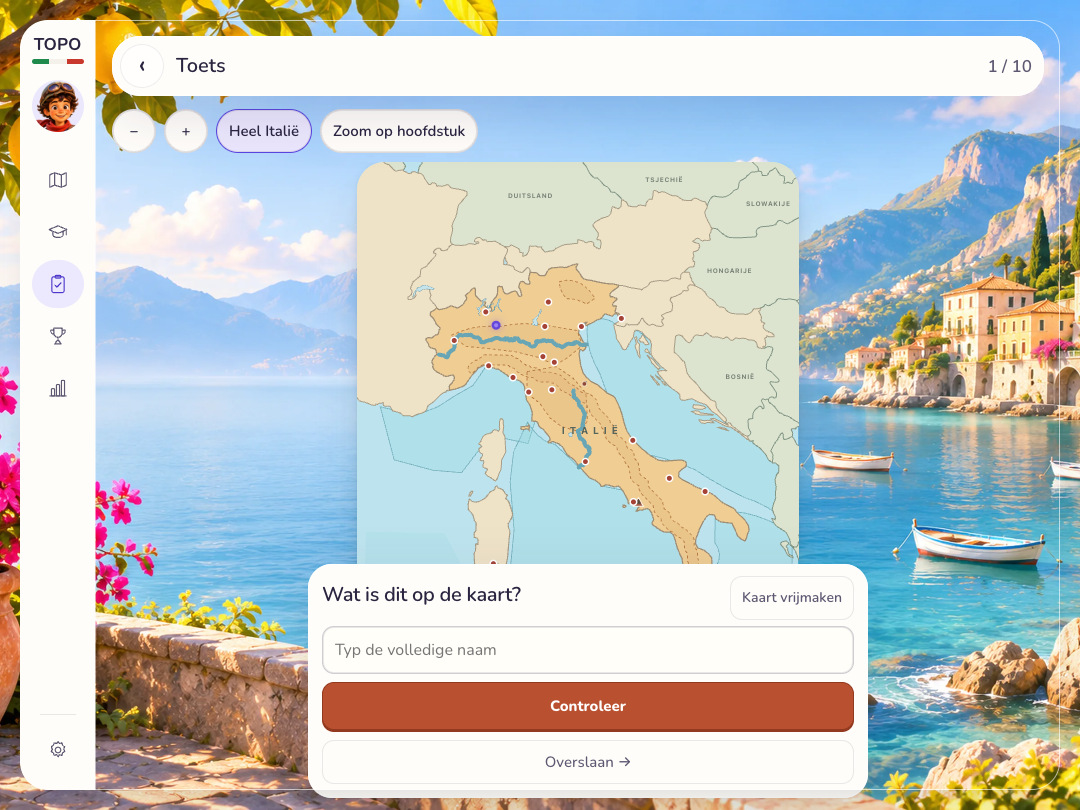 TOPO
Toets
1 / 10
−
+
Heel Italië
Zoom op hoofdstuk
DUITSLAND
TSJECHIË
SLOWAKIJE
HONGARIJE
BOSNIË
ITALIË
Wat is dit op de kaart?
Kaart vrijmaken
Typ de volledige naam
Controleer
Overslaan →